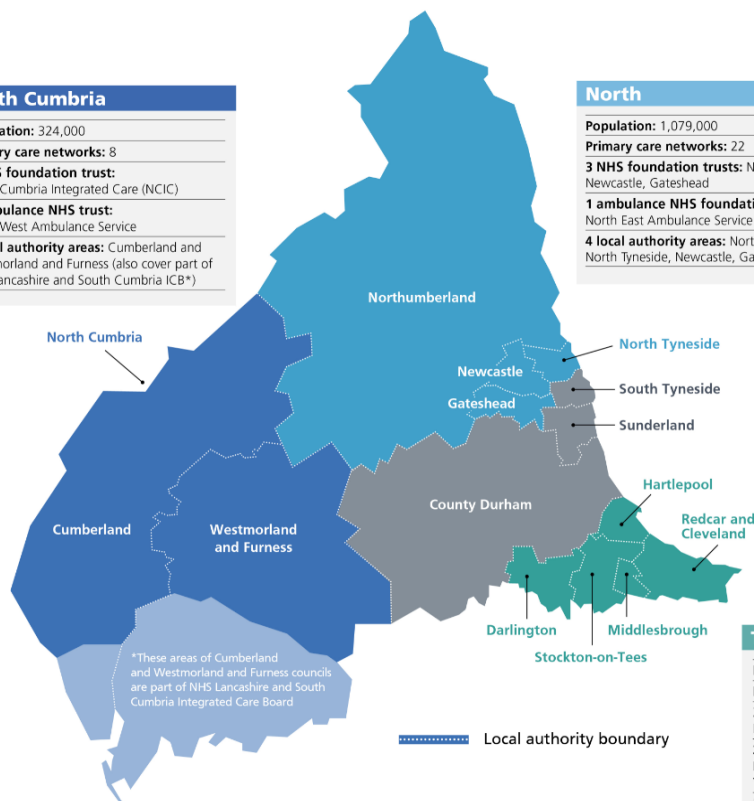 th Cumbria
ation: 324,000
ry care networks: 8
foundation trust:
Cumbria Integrated Care (NCIC)
bulance NHS trust:
West Ambulance Service
l authority areas: Cumberland and
morland and Furness (also cover part of
ancashire and South Cumbria ICB*)
North
Population: 1,079,000
Primary care networks: 22
3 NHS foundation trusts: N
Newcastle, Gateshead
1 ambulance NHS foundati
North East Ambulance Service
4 local authority areas: Nort
North Tyneside, Newcastle, Ga
Northumberland
North Cumbria
North Tyneside
Newcastle
South Tyneside
Gateshead
Sunderland
Hartlepool
County Durham
Redcar and
Cleveland
Cumberland
Westmorland
and Furness
Darlington
Middlesbrough
Stockton-on-Tees
*These areas of Cumberland
and Westmorland and Furness councils
are part of NHS Lancashire and South
Cumbria Integrated Care Board
Local authority boundary